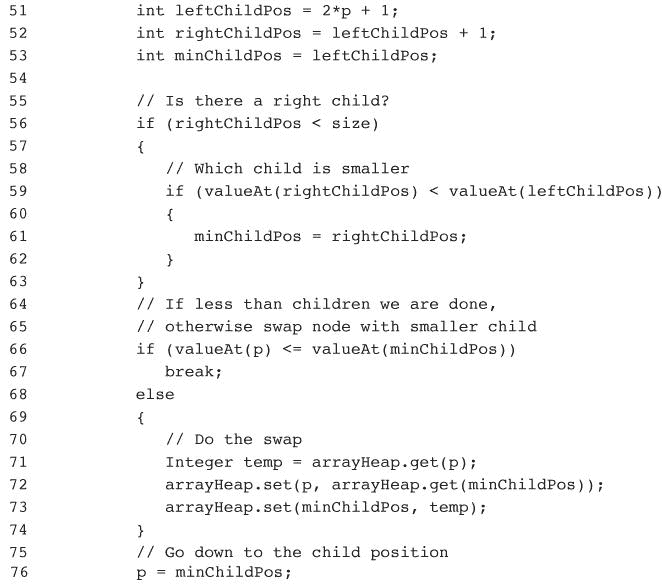 51 int leftChildPos = 2*p + 1;
52 int rightChildPos = leftChildPos + 1;
53 int minChildPos = leftChildPos;
54
55 // Is there a right child?
56 if (rightChildPos < size)
57 {
58 // Which child is smaller
59 if (valueAt(rightChildPos) < valueAt(leftChildPos))
60 {
61 minChildPos = rightChildPos;
62 }
63 }
64 // If less than children we are done,
65 // otherwise swap node with smaller child
66 if (valueAt(p) <= valueAt(minChildPos))
67 break;
68 else
69 {
70 // Do the swap
71 Integer temp = arrayHeap.get(p);
72 arrayHeap.set(p, arrayHeap.get(minChildPos));
73 arrayHeap.set(minChildPos, temp);
74 }
75 // Go down to the child position
76 p = minChildPos;